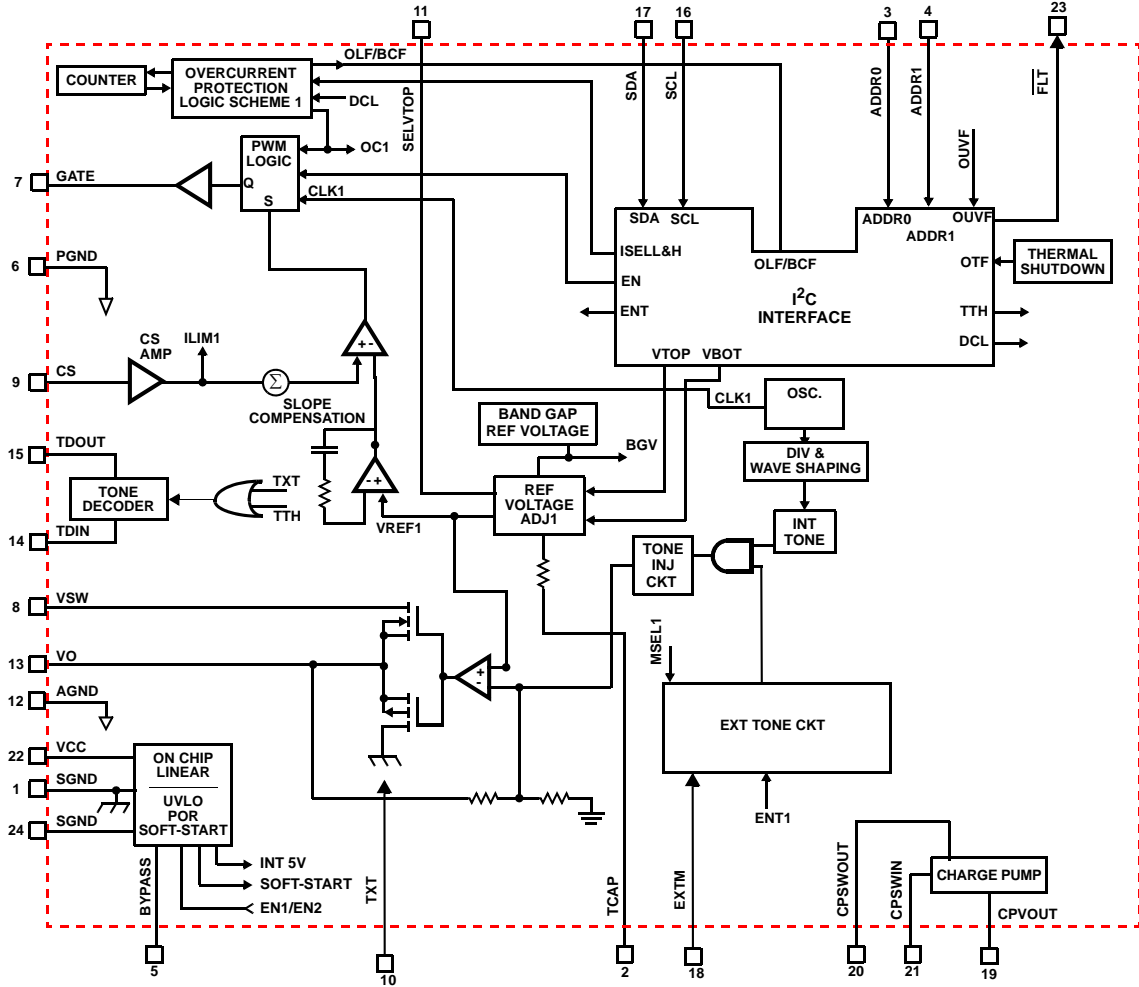 11
17
16
3
4
23
OLF/BCF
COUNTER
OVERCURRENT
PROTECTION
LOGIC SCHEME 1
DCL
SELVTOP
SDA
SCL
ADDR0
ADDR1
FLT
OUVF
PWM
LOGIC
Q
S
OC1
CLK1
7
GATE
6
PGND
SDA
SCL
ADDR0
ADDR1
OUVF
ISELL&H
OLF/BCF
OTF
THERMAL
SHUTDOWN
EN
ENT
I2C
INTERFACE
TTH
DCL
VTOP
VBOT
CS
AMP
ILIM1
+-
9
CS
Σ
SLOPE
COMPENSATION
CLK1
OSC.
BAND GAP
REF VOLTAGE
BGV
DIV &
WAVE SHAPING
15
TDOUT
TONE
DECODER
TXT
TTH
-+
VREF1
REF
VOLTAGE
ADJ1
INT
TONE
14
TDIN
TONE
INJ
CKT
8
VSW
13
VO
+
-
MSEL1
12
AGND
EXT TONE CKT
22
VCC
ON CHIP
LINEAR
1
SGND
UVLO
POR
SOFT-START
24
SGND
ENT1
INT 5V
SOFT-START
EN1/EN2
BYPASS
TXT
TCAP
EXTM
CPSWOUT
CPSWIN
CHARGE PUMP
CPVOUT
5
10
2
18
20
21
19